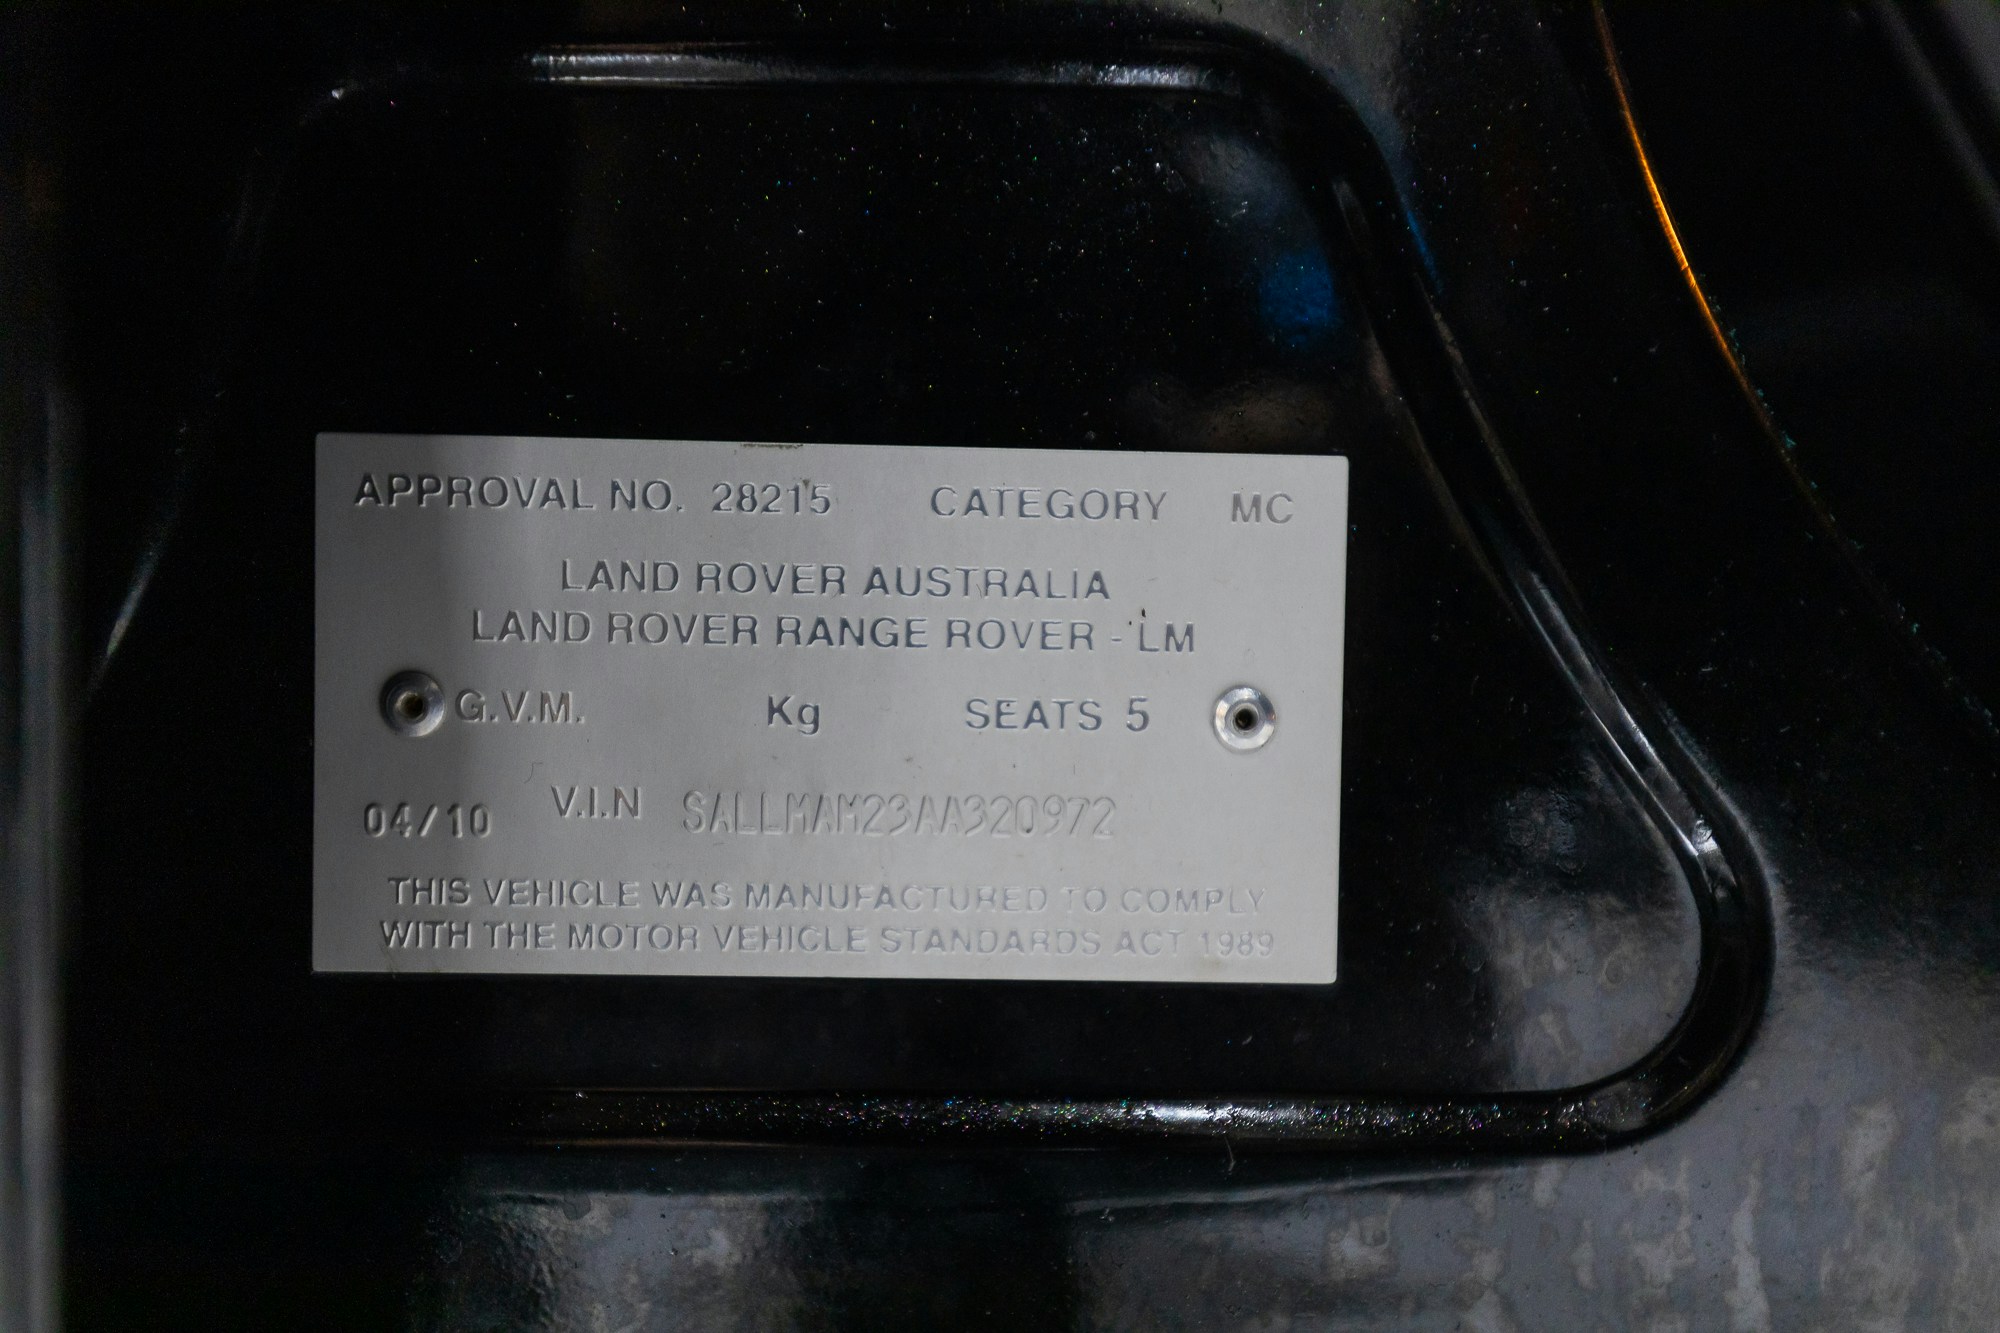 APPROVAL NO. 28215 CATEGORY MC
LAND ROVER AUSTRALIA
LAND ROVER RANGE ROVER - LM
G.V.M. Kg SEATS 5
04/10 V.I.N SALLMAM23AA320972
THIS VEHICLE WAS MANUFACTURED TO COMPLY
WITH THE MOTOR VEHICLE STANDARDS ACT 1989